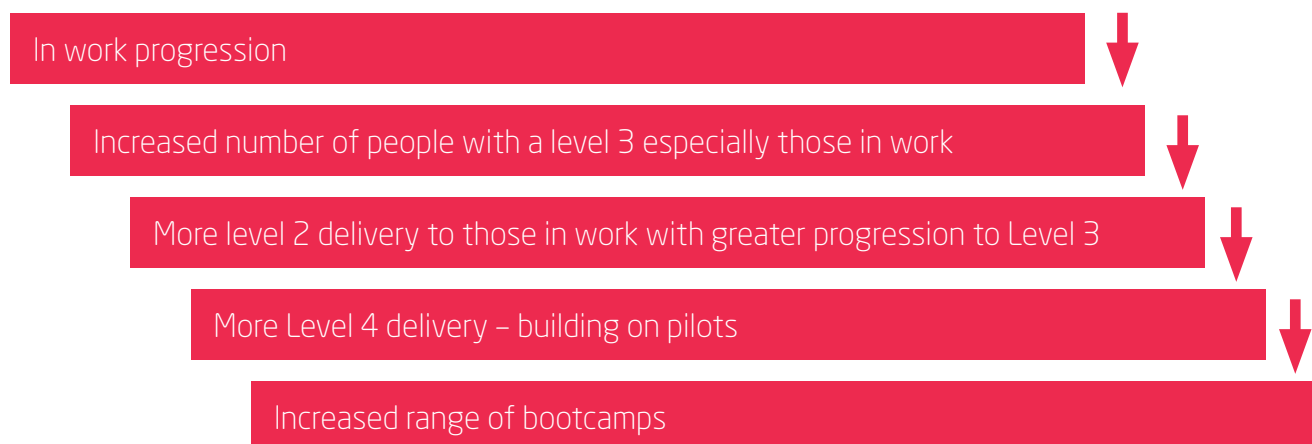 In work progression
Increased number of people with a level 3 especially those in work
More level 2 delivery to those in work with greater progression to Level 3
More Level 4 delivery – building on pilots
Increased range of bootcamps